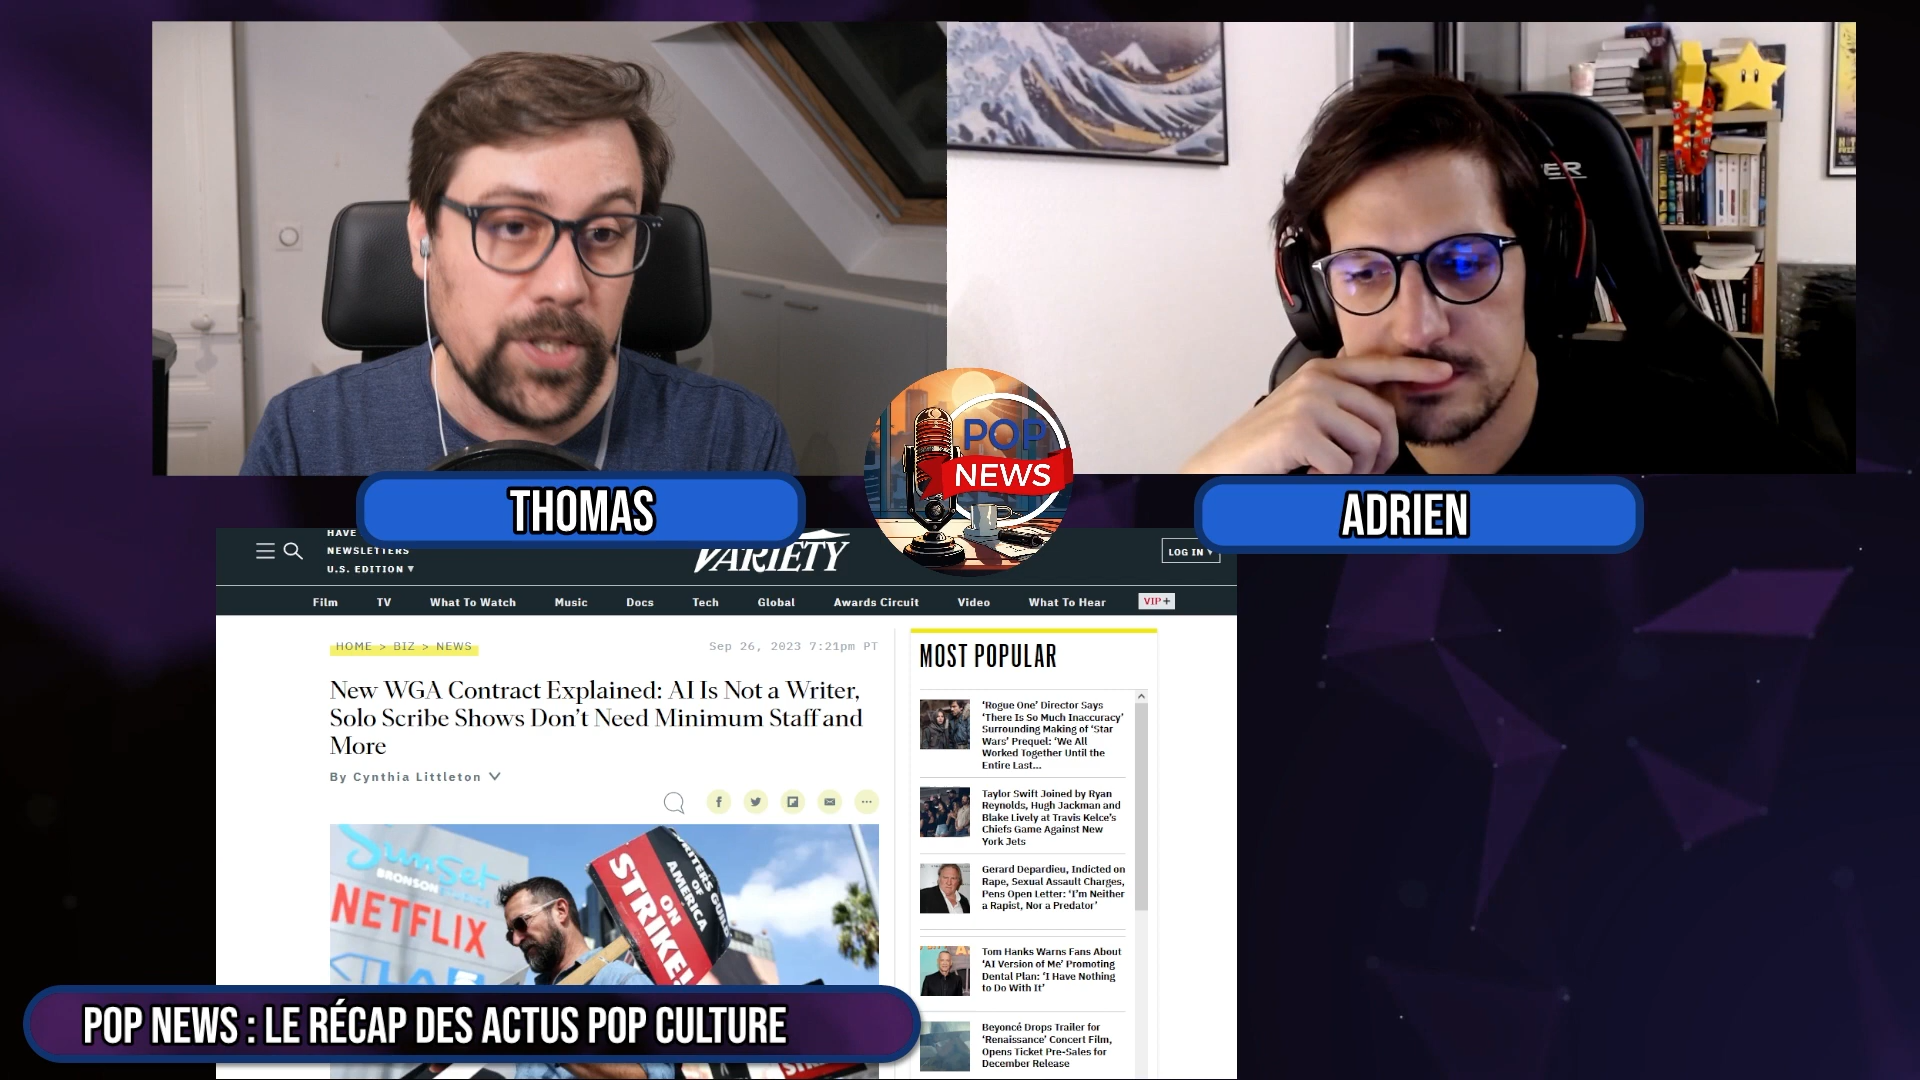 ER
THOMAS
POP
NEWS
ADRIEN
HAVE
NEWSLETTERS
U.S. EDITION ▾
VARIETY
LOG IN ▾
Film TV What To Watch Music Docs Tech Global Awards Circuit Video What To Hear VIP+
HOME > BIZ > NEWS
Sep 26, 2023 7:21pm PT
New WGA Contract Explained: AI Is Not a Writer,
Solo Scribe Shows Don't Need Minimum Staff and
More
By Cynthia Littleton
SunSet
BRONSON
NETFLIX
WRITERS GUILD
OF
AMERICA
ON
STRIKE!
MOST POPULAR
'Rogue One' Director Says
'There Is So Much Inaccuracy'
Surrounding Making of 'Star
Wars' Prequel: 'We All
Worked Together Until the
Entire Last...
Taylor Swift Joined by Ryan
Reynolds, Hugh Jackman and
Blake Lively at Travis Kelce's
Chiefs Game Against New
York Jets
Gerard Depardieu, Indicted on
Rape, Sexual Assault Charges,
Pens Open Letter: 'I'm Neither
a Rapist, Nor a Predator'
Tom Hanks Warns Fans About
'AI Version of Me' Promoting
Dental Plan: 'I Have Nothing
to Do With It'
Beyoncé Drops Trailer for
'Renaissance' Concert Film,
Opens Ticket Pre-Sales for
December Release
POP NEWS : LE RÉCAP DES ACTUS POP CULTURE